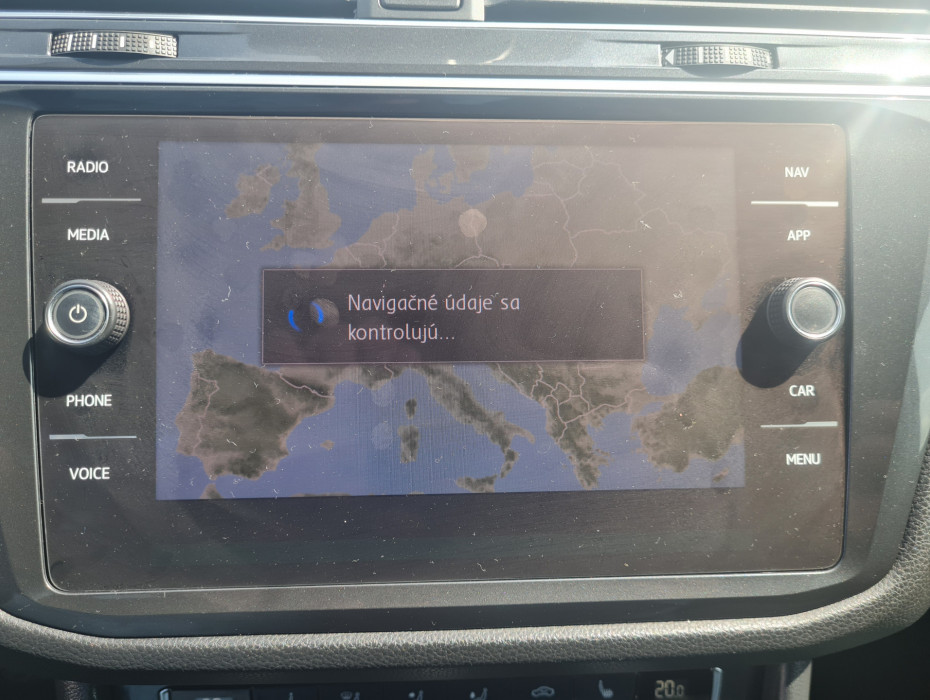 RADIO
NAV
MEDIA
APP
Navigačné údaje sa
kontrolujú...
PHONE
CAR
VOICE
MENU
20.0